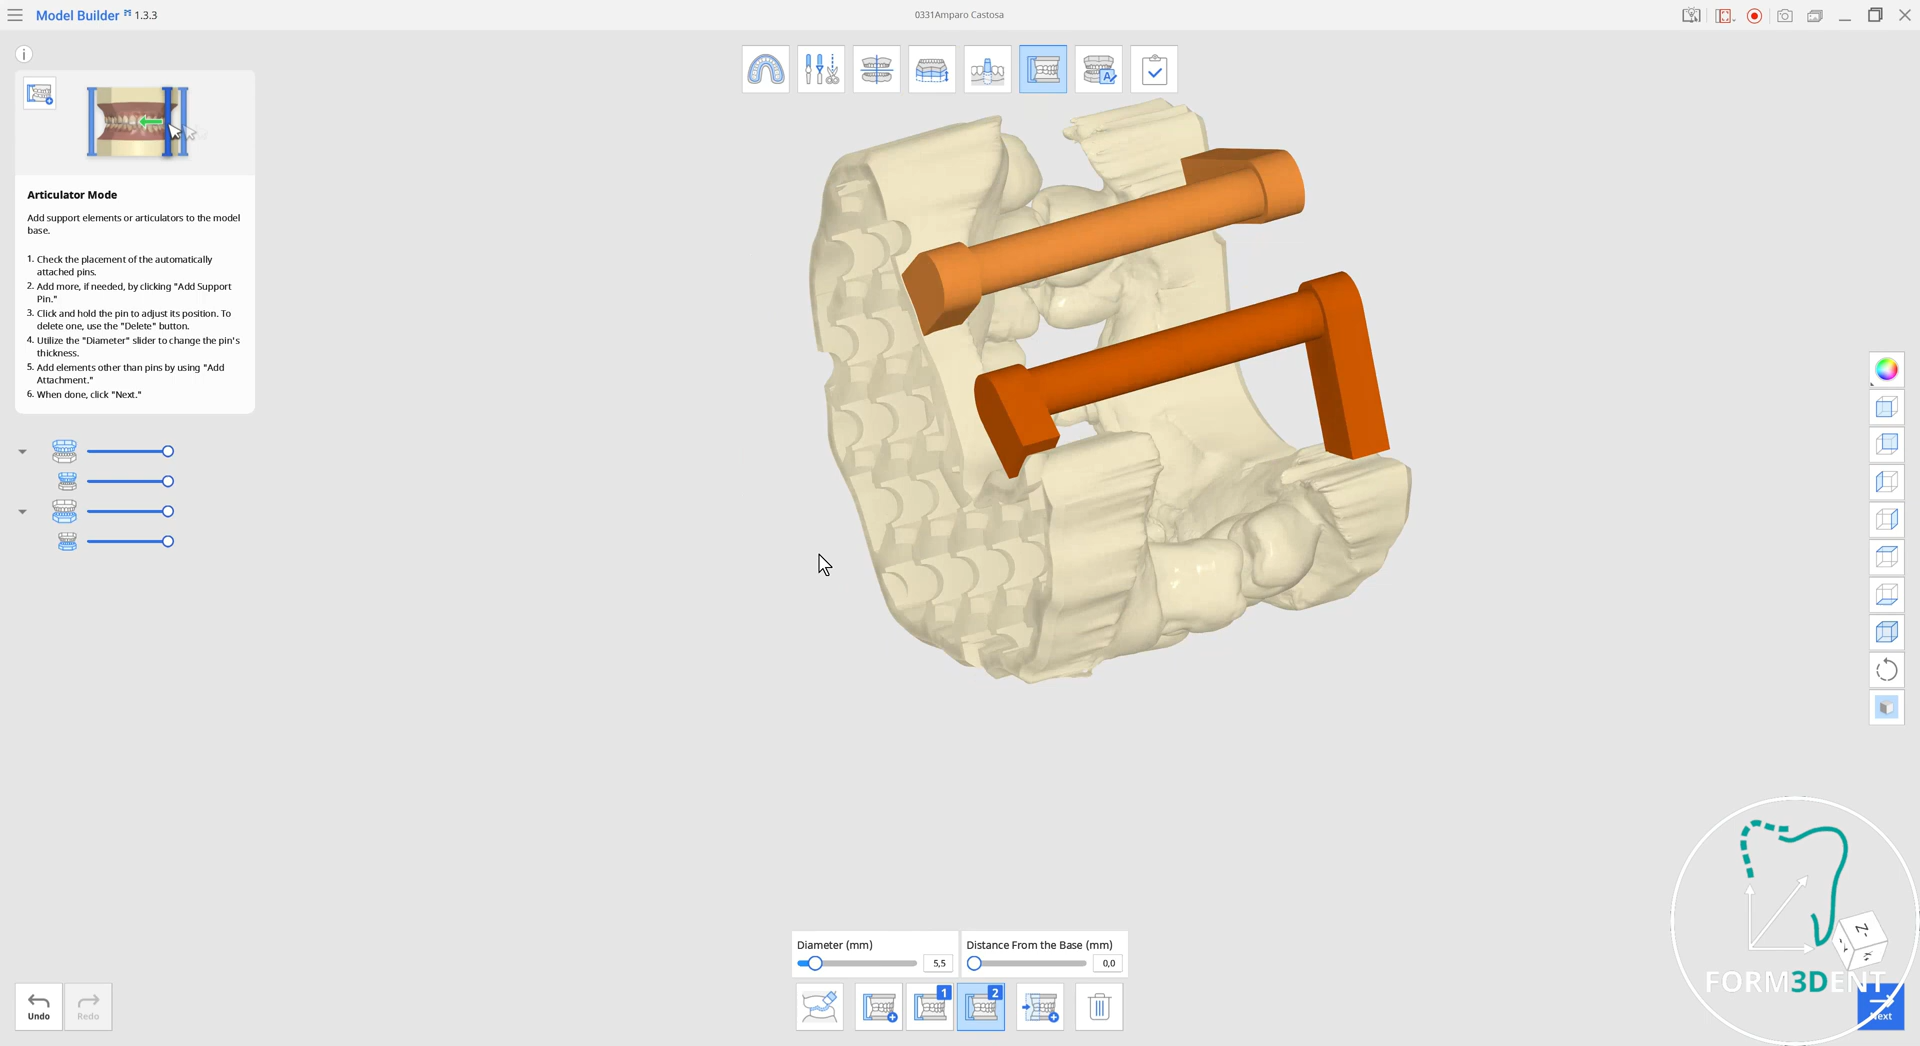 Model Builder 1.3.3
0331Amparo Castosa
i
A
Articulator Mode
Add support elements or articulators to the model
base.
1. Check the placement of the automatically
attached pins.
2. Add more, if needed, by clicking "Add Support
Pin."
3. Click and hold the pin to adjust its position. To
delete one, use the "Delete" button.
4. Utilize the "Diameter" slider to change the pin's
thickness.
5. Add elements other than pins by using "Add
Attachment."
6. When done, click "Next."
Diameter (mm)
5,5
Distance From the Base (mm)
0,0
1
2
Undo
Redo
Z-
FORM3DENT
Next